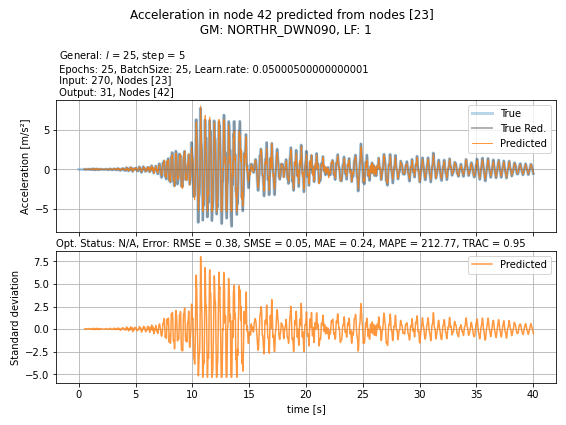 Acceleration in node 42 predicted from nodes [23]
GM: NORTHR_DWN090, LF: 1
General: l = 25, step = 5
Epochs: 25, BatchSize: 25, Learn.rate: 0.05000500000000001
Input: 270, Nodes [23]
Output: 31, Nodes [42]
True
True Red.
Predicted
5
0
−5
Acceleration [m/s²]
Opt. Status: N/A, Error: RMSE = 0.38, SMSE = 0.05, MAE = 0.24, MAPE = 212.77, TRAC = 0.95
Predicted
7.5
5.0
2.5
0.0
−2.5
−5.0
Standard deviation
0 5 10 15 20 25 30 35 40
time [s]